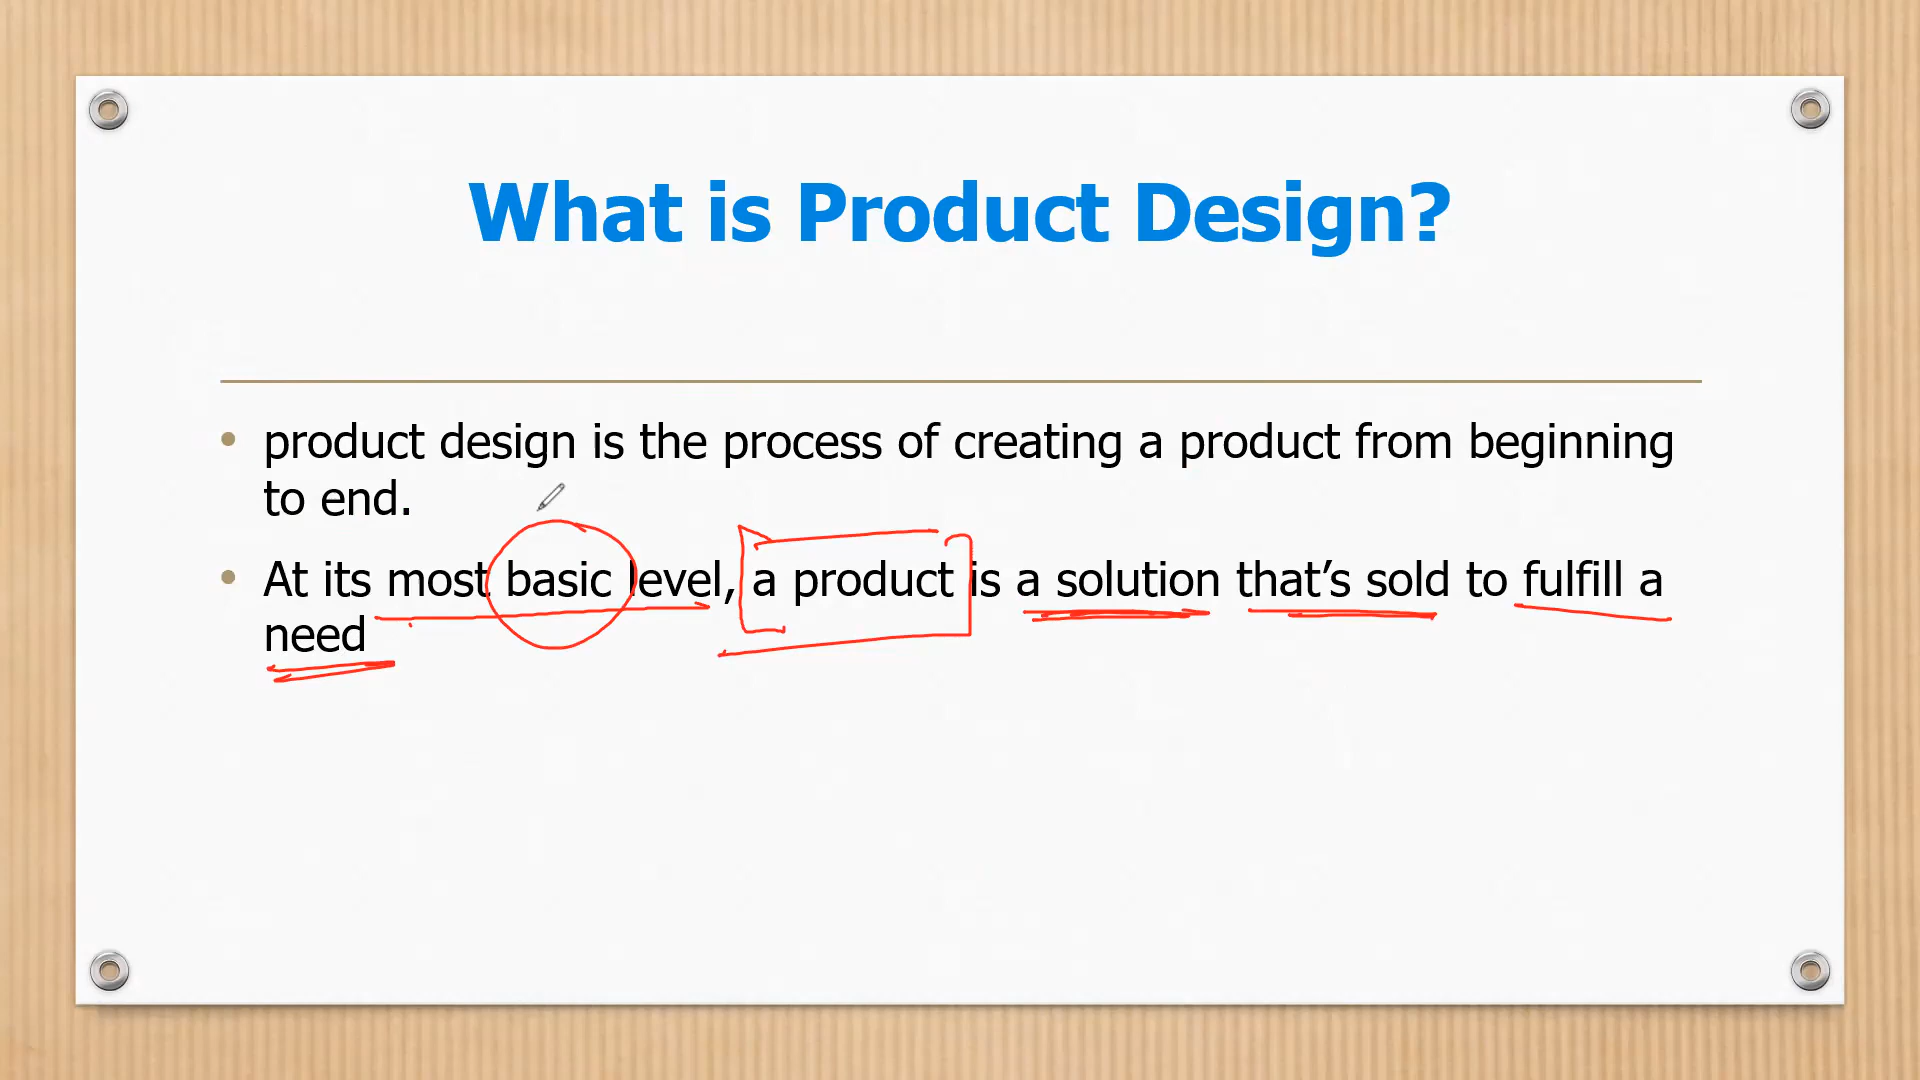 What is Product Design?
• product design is the process of creating a product from beginning
to end.
• At its most basic level, a product is a solution that’s sold to fulfill a
need